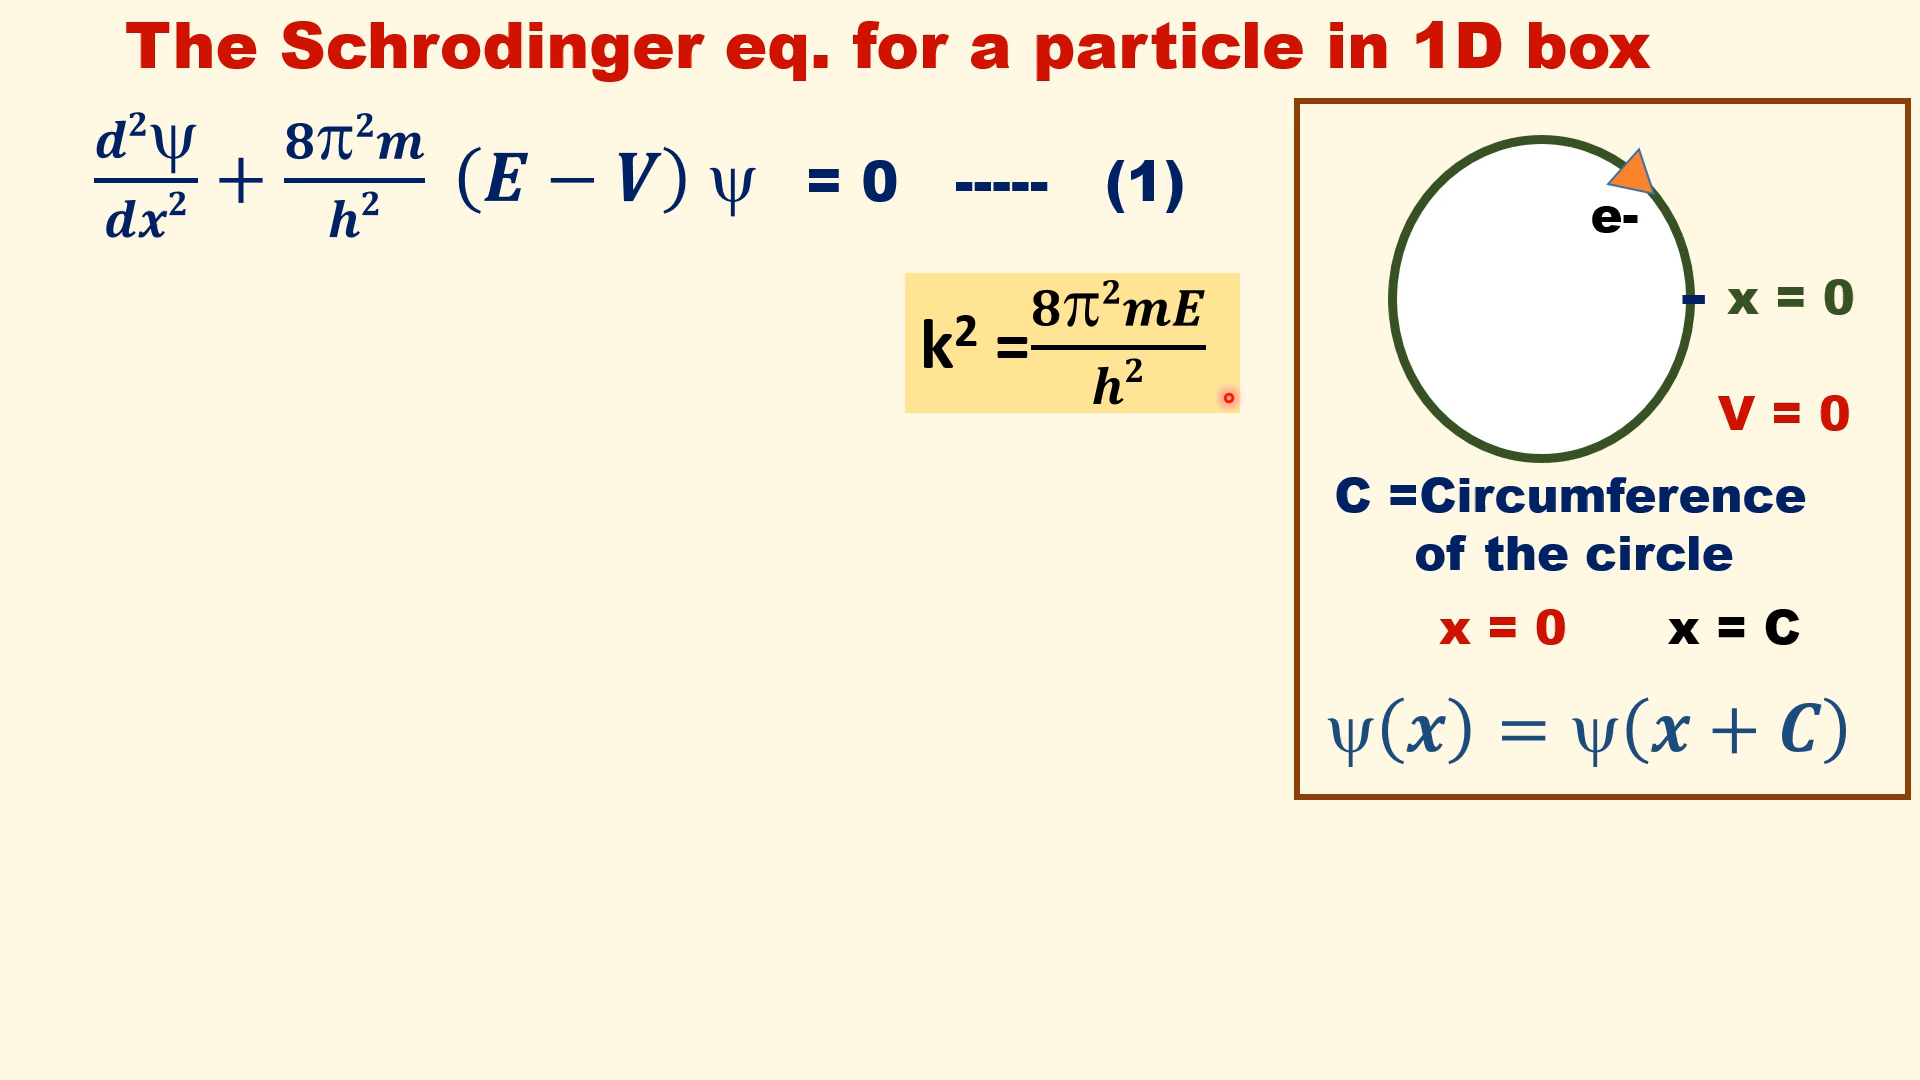 The Schrodinger eq. for a particle in 1D box
d²ψ/dx² + 8π²m/h² (E − V) ψ = 0 ----- (1)
k² = 8π²mE/h²
e-
- x = 0
V = 0
C =Circumference
of the circle
x = 0 x = C
ψ(x) = ψ(x + C)